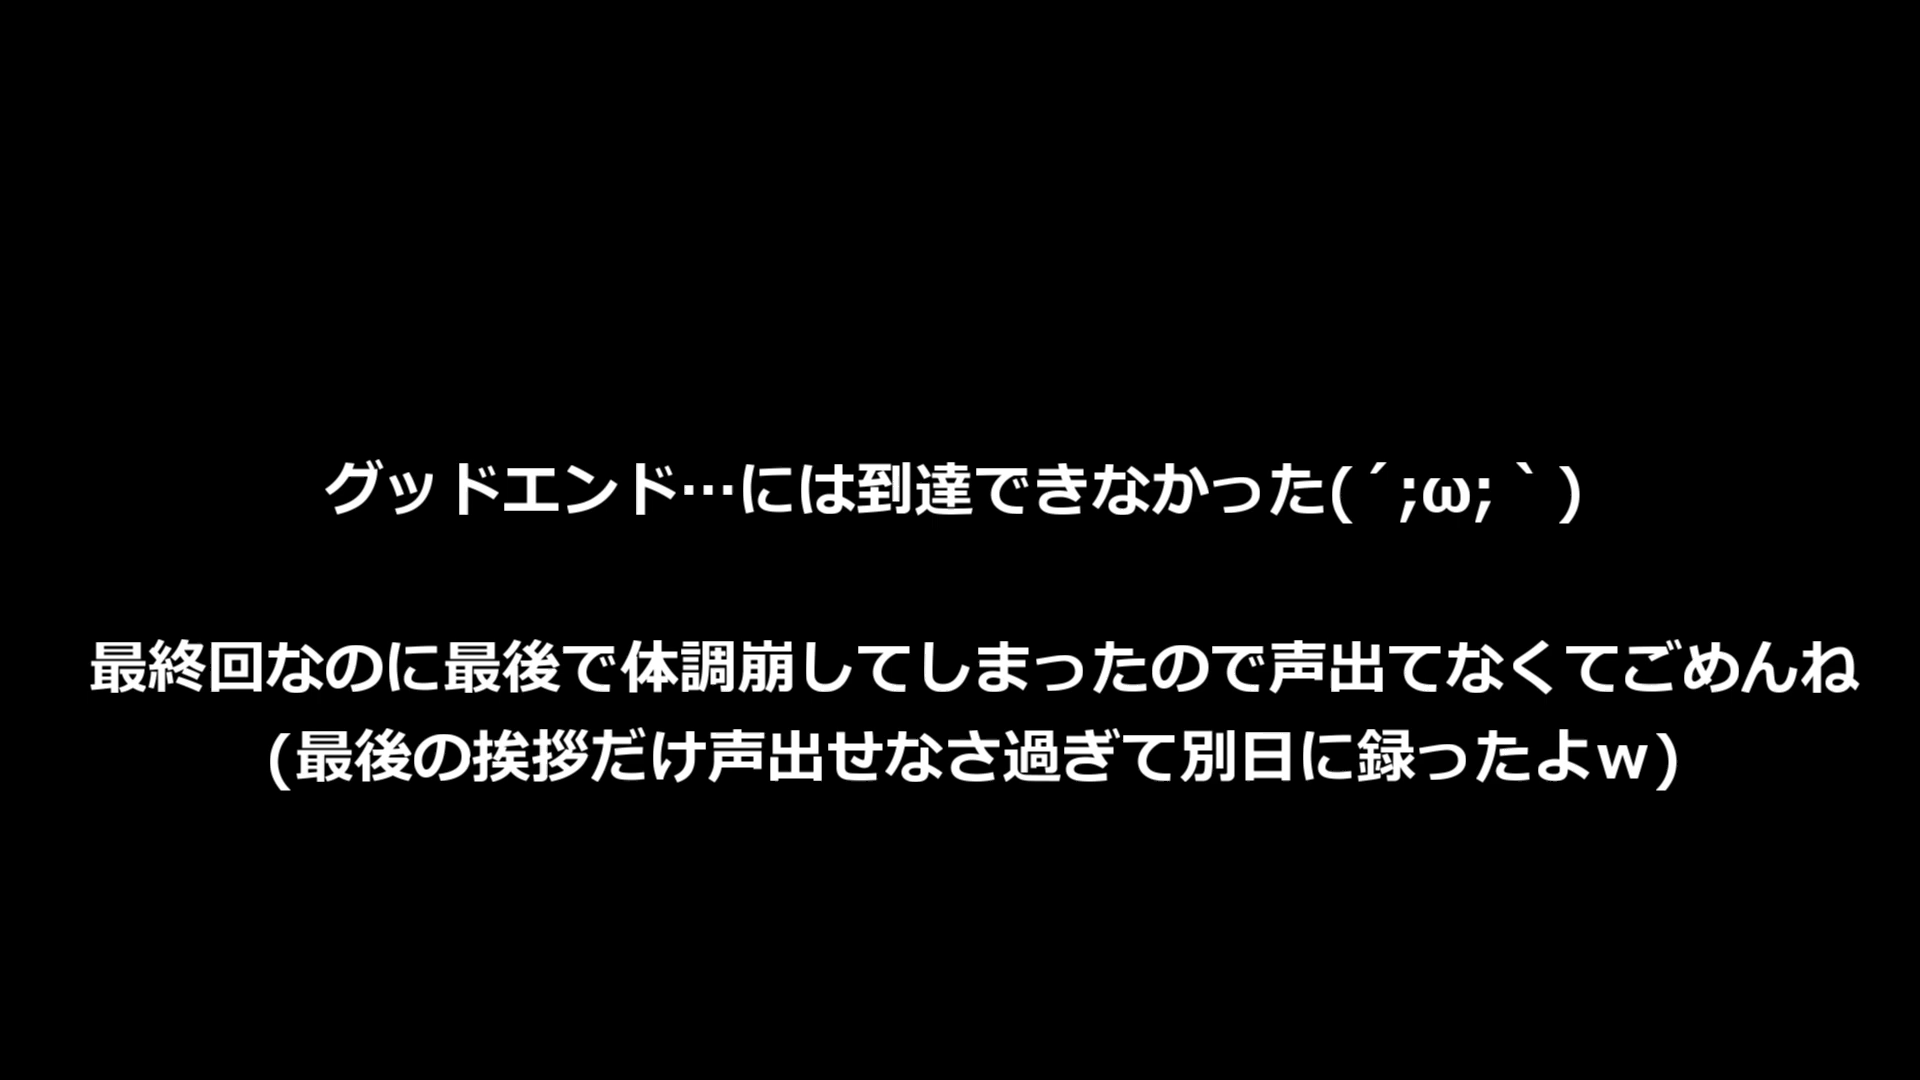 グッドエンド…には到達できなかった(´;ω;｀)
最終回なのに最後で体調崩してしまったので声出てなくてごめんね
(最後の挨拶だけ声出せなさ過ぎて別日に録ったよｗ)